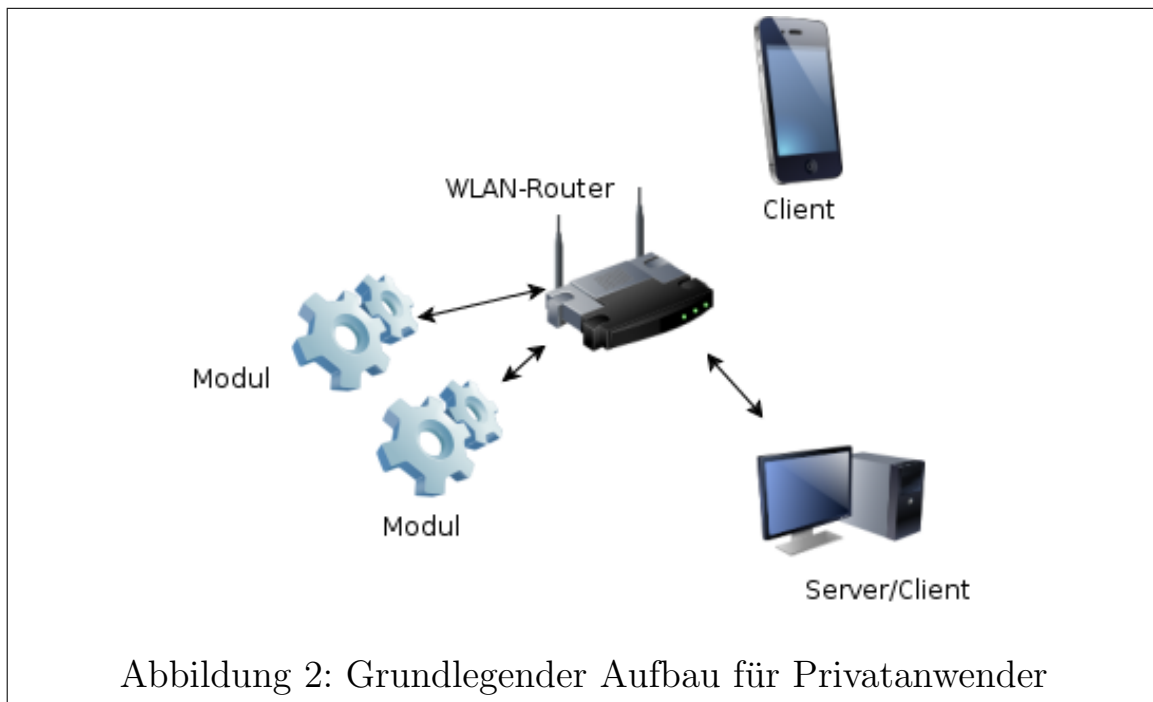 WLAN-Router
Client
Modul
Modul
Server/Client
Abbildung 2: Grundlegender Aufbau für Privatanwender